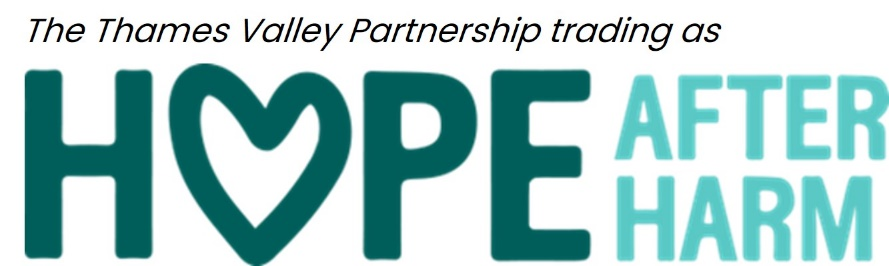 The Thames Valley Partnership trading as
HOPE AFTER
HARM